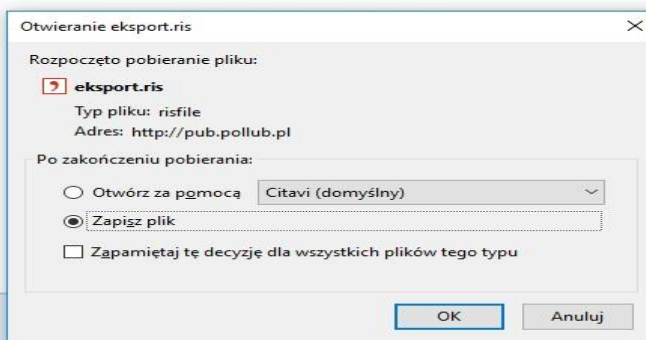 Otwieranie eksport.ris
Rozpoczęto pobieranie pliku:
eksport.ris
Typ pliku: risfile
Adres: http://pub.pollub.pl
Po zakończeniu pobierania:
Otwórz za pomocą Citavi (domyślny)
Zapisz plik
Zapamiętaj tę decyzję dla wszystkich plików tego typu
OK Anuluj